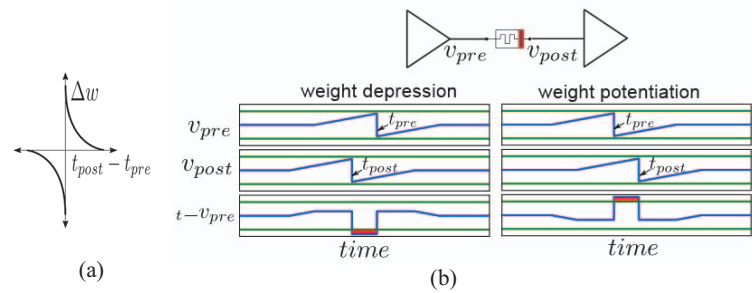 Δw
t_post − t_pre
(a)
v_pre v_post
weight depression weight potentiation
v_pre t_pre t_pre
v_post t_post t_post
t−v_pre
time time
(b)